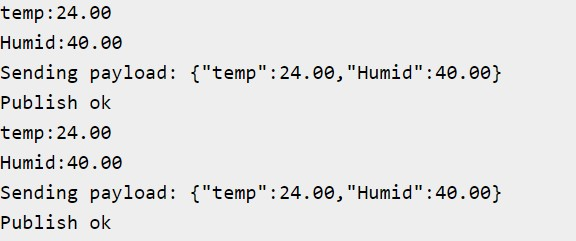 temp:24.00
Humid:40.00
Sending payload: {"temp":24.00,"Humid":40.00}
Publish ok
temp:24.00
Humid:40.00
Sending payload: {"temp":24.00,"Humid":40.00}
Publish ok